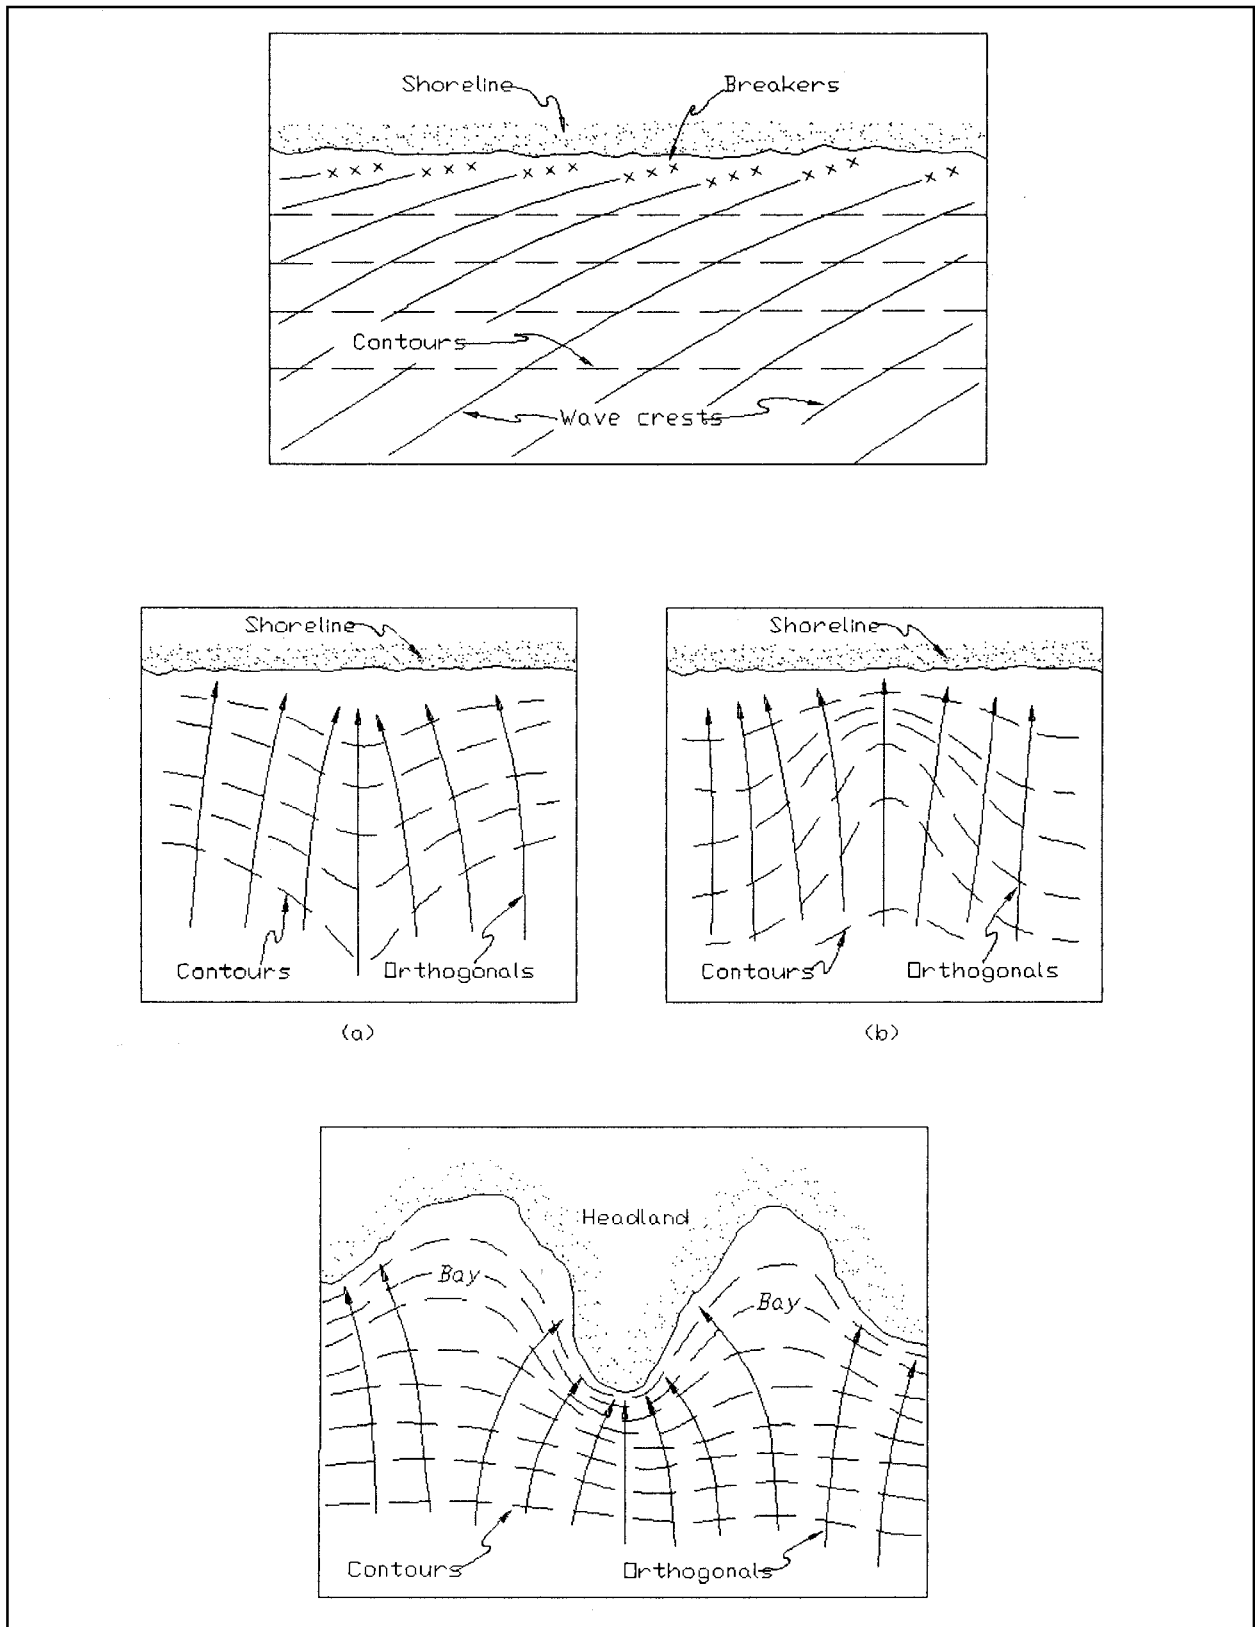 Shoreline Breakers
Contours
Wave crests
Shoreline
Contours Orthogonals
(a)
Shoreline
Contours Orthogonals
(b)
Headland
Bay
Bay
Contours Orthogonals